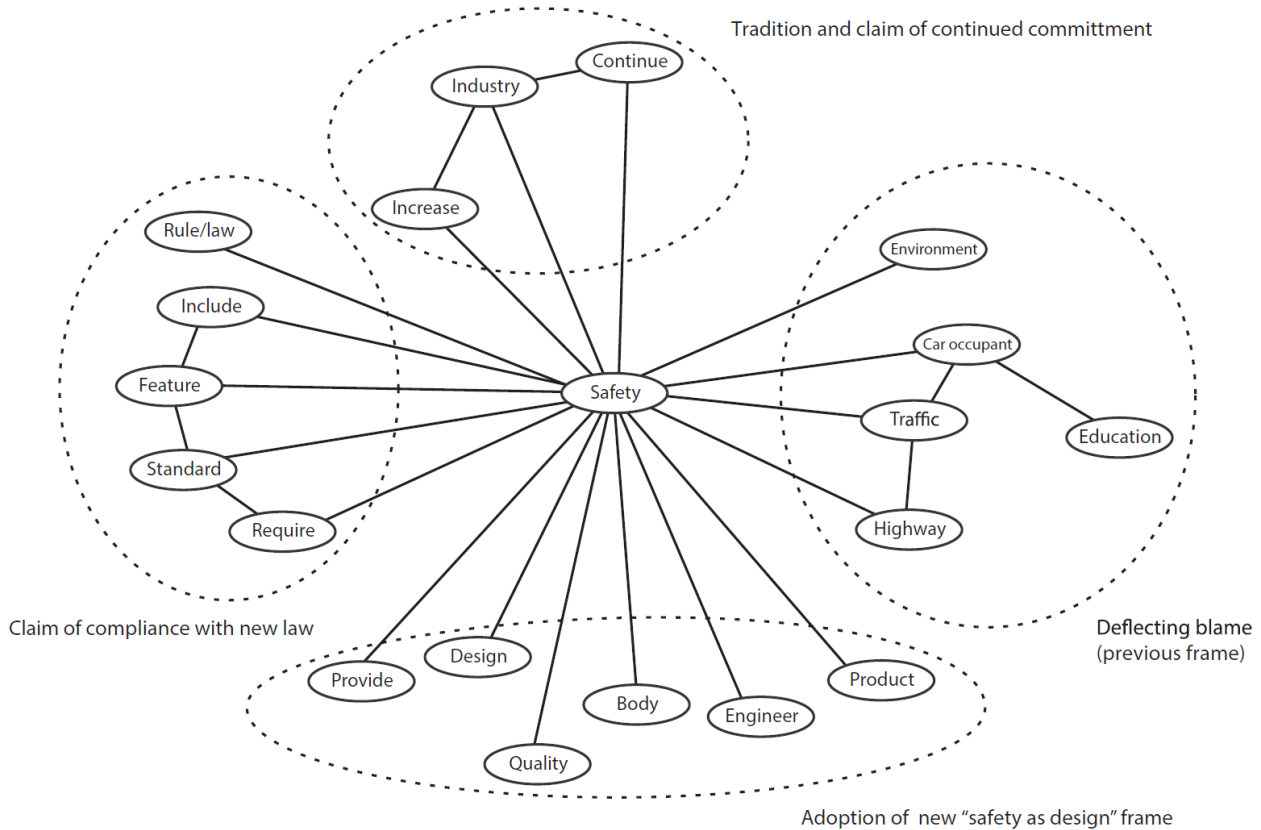 Tradition and claim of continued committment
Continue
Industry
Increase
Rule/law
Include
Feature
Standard
Require
Environment
Car occupant
Traffic
Education
Highway
Safety
Claim of compliance with new law
Deflecting blame
(previous frame)
Provide
Design
Quality
Body
Engineer
Product
Adoption of new “safety as design” frame